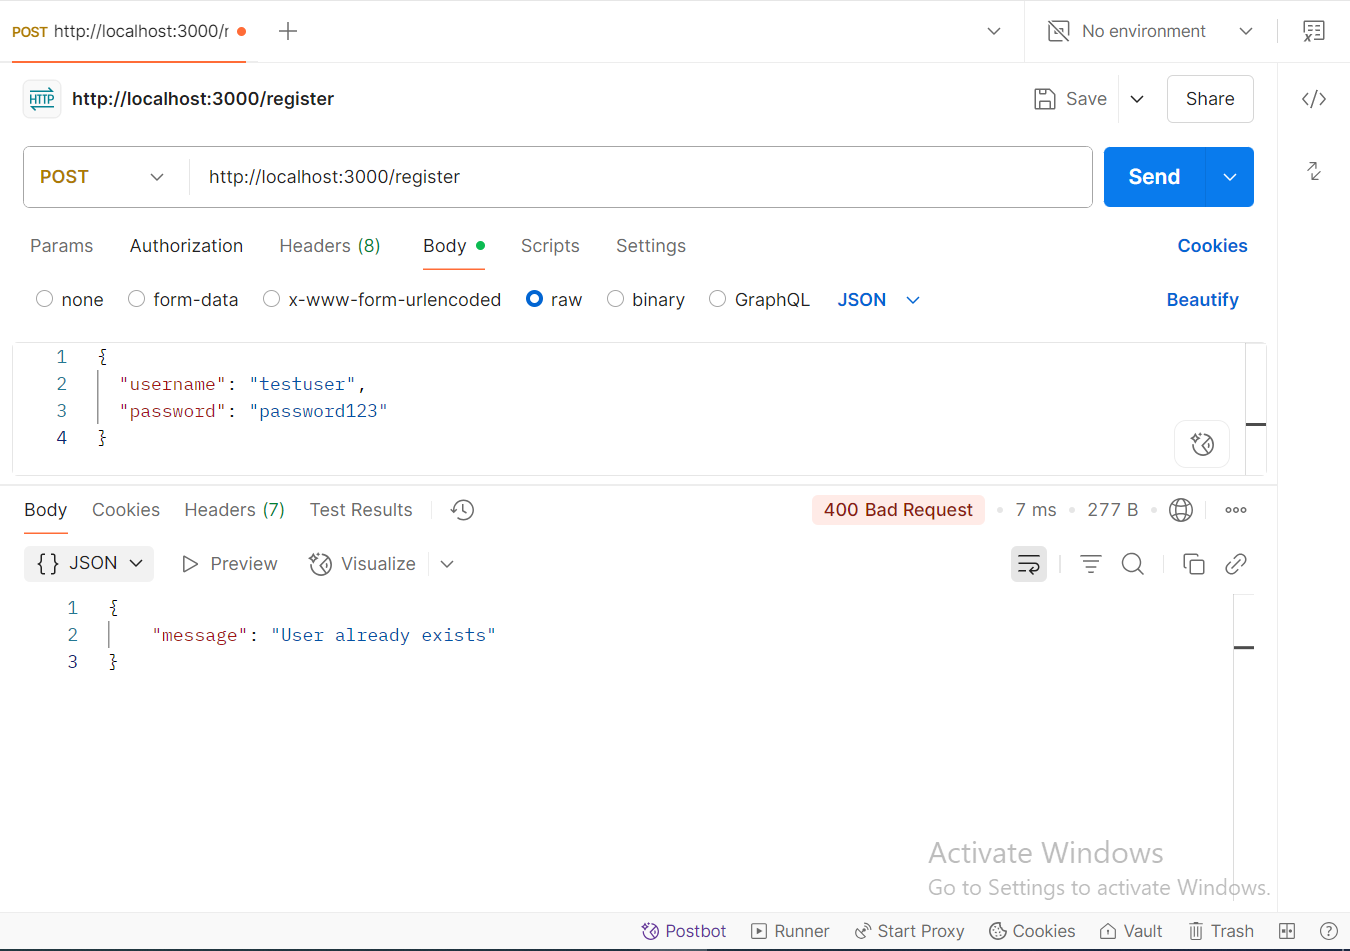 POST http://localhost:3000/r
No environment
HTTP http://localhost:3000/register
Save
Share
POST http://localhost:3000/register
Send
Params Authorization Headers (8) Body Scripts Settings Cookies
none form-data x-www-form-urlencoded raw binary GraphQL JSON Beautify
1 {
2 "username": "testuser",
3 "password": "password123"
4 }
Body Cookies Headers (7) Test Results 400 Bad Request 7 ms 277 B
{} JSON Preview Visualize
1 {
2 "message": "User already exists"
3 }
Activate Windows
Go to Settings to activate Windows.
Postbot Runner Start Proxy Cookies Vault Trash